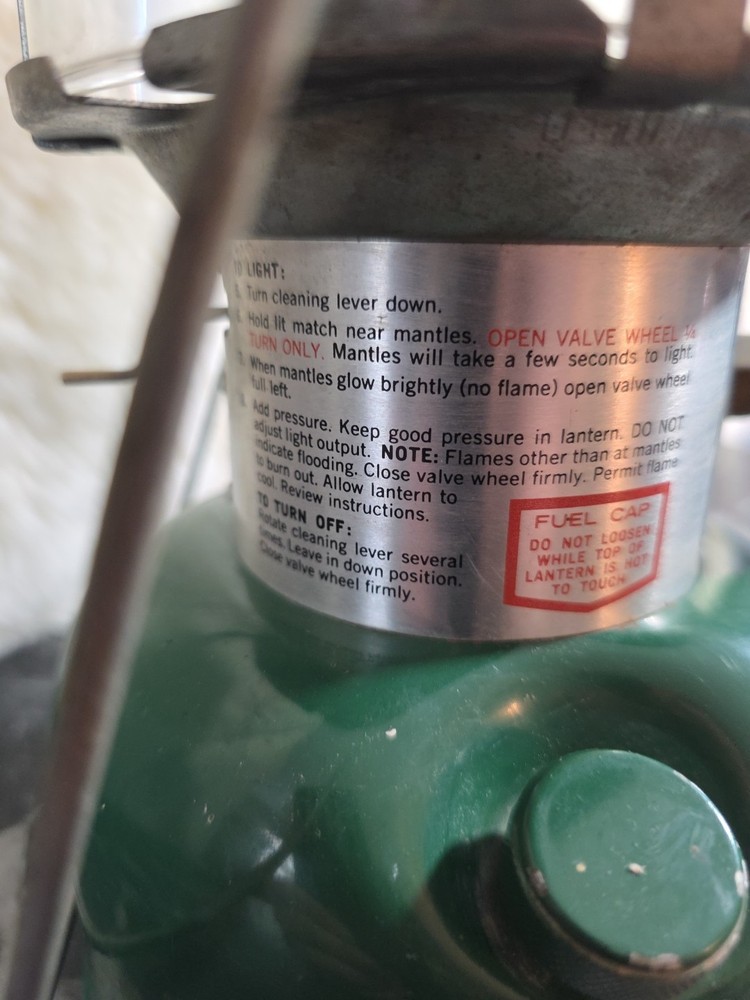 LIGHT:
Turn cleaning lever down.
Hold lit match near mantles. OPEN VALVE WHEEL ¼
TURN ONLY. Mantles will take a few seconds to light.
When mantles glow brightly (no flame) open valve wheel
full left.
Add pressure. Keep good pressure in lantern. DO NOT
adjust light output. NOTE: Flames other than at mantles
indicate flooding. Close valve wheel firmly. Permit flame
to burn out. Allow lantern to
cool. Review instructions.
TO TURN OFF:
Rotate cleaning lever several
times. Leave in down position.
Close valve wheel firmly.
FUEL CAP
DO NOT LOOSEN
WHILE TOP OF
LANTERN IS HOT
TO TOUCH